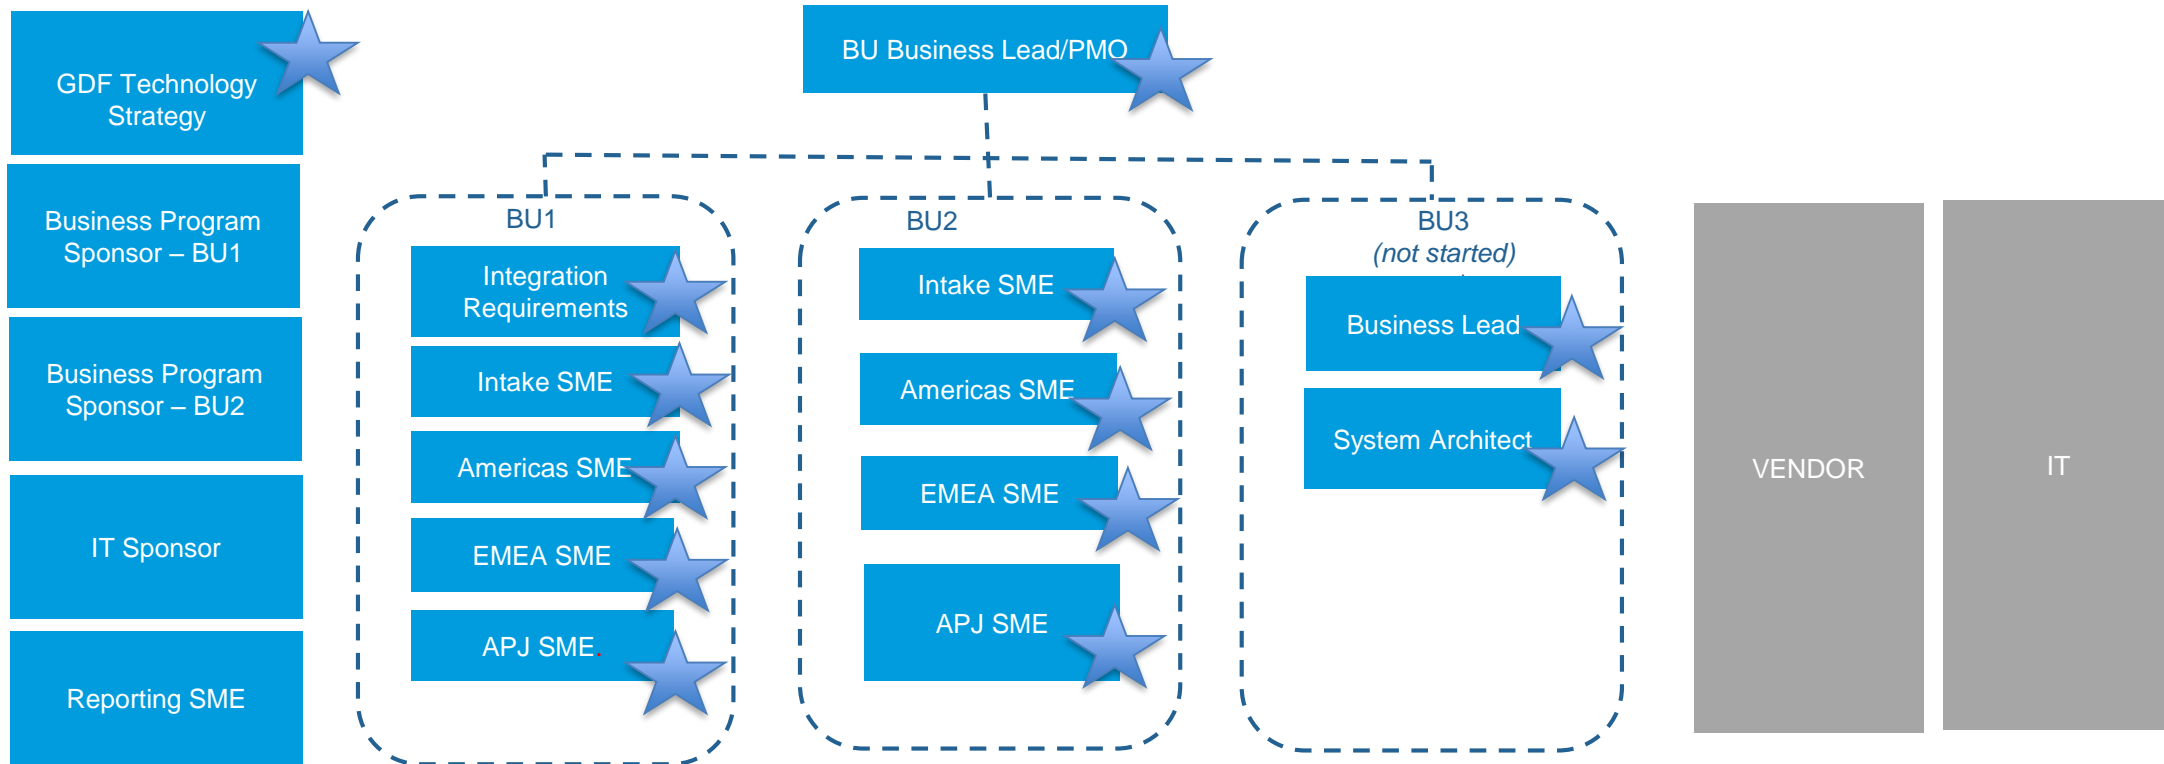 GDF Technology
Strategy
Business Program
Sponsor – BU1
Business Program
Sponsor – BU2
IT Sponsor
Reporting SME
BU Business Lead/PMO
BU1
Integration
Requirements
Intake SME
Americas SME
EMEA SME
APJ SME.
BU2
Intake SME
Americas SME
EMEA SME
APJ SME
BU3
(not started)
Business Lead
System Architect
VENDOR
IT